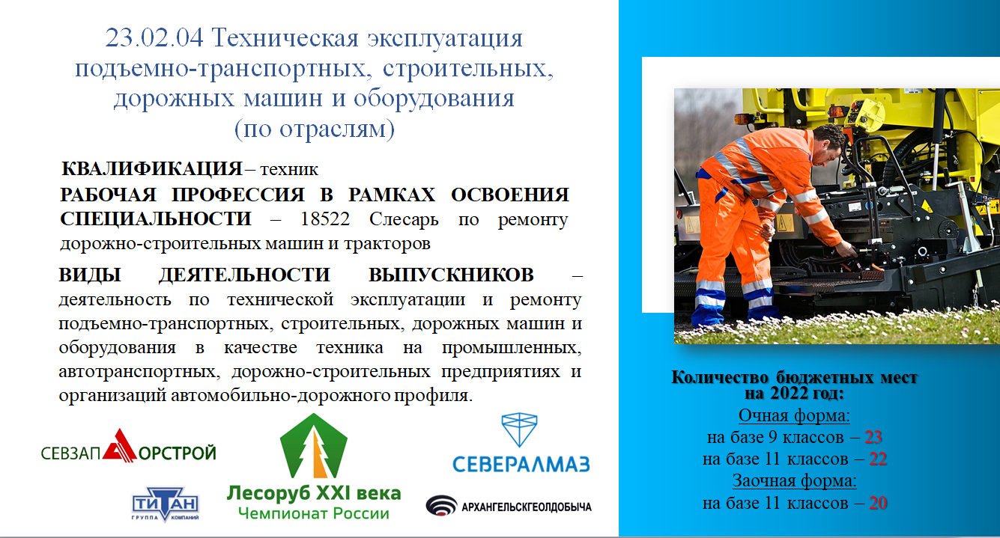 23.02.04 Техническая эксплуатация
подъемно-транспортных, строительных,
дорожных машин и оборудования
(по отраслям)
КВАЛИФИКАЦИЯ – техник
РАБОЧАЯ ПРОФЕССИЯ В РАМКАХ ОСВОЕНИЯ
СПЕЦИАЛЬНОСТИ – 18522 Слесарь по ремонту
дорожно-строительных машин и тракторов
ВИДЫ ДЕЯТЕЛЬНОСТИ ВЫПУСКНИКОВ –
деятельность по технической эксплуатации и ремонту
подъемно-транспортных, строительных, дорожных машин и
оборудования в качестве техника на промышленных,
автотранспортных, дорожно-строительных предприятиях и
организаций автомобильно-дорожного профиля.
СЕВЗАПДОРСТРОЙ
ТИТАН
ГРУППА КОМПАНИЙ
Лесоруб XXI века
Чемпионат России
СЕВЕРАЛМАЗ
АРХАНГЕЛЬСКГЕОЛДОБЫЧА
Количество бюджетных мест
на 2022 год:
Очная форма:
на базе 9 классов – 23
на базе 11 классов – 22
Заочная форма:
на базе 11 классов – 20